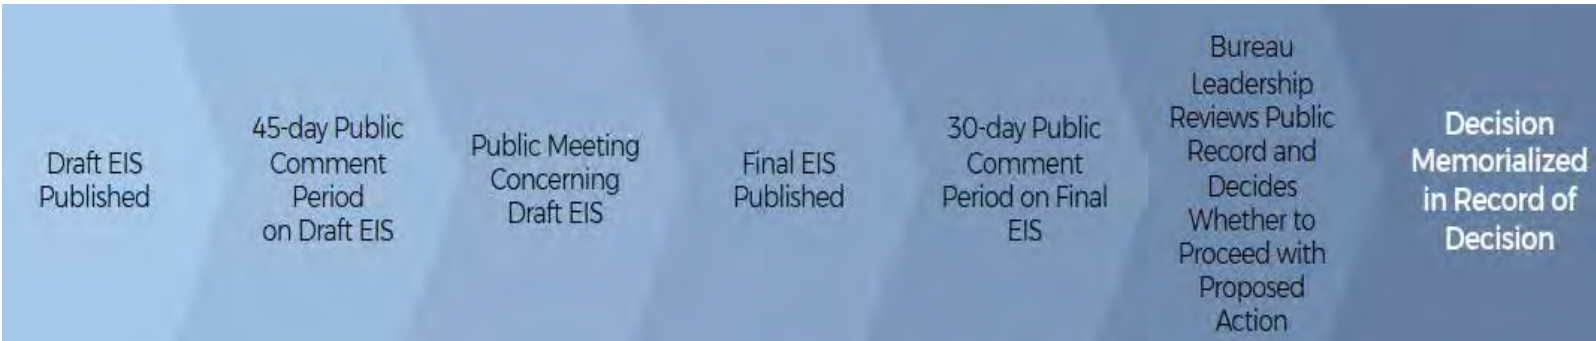 Draft EIS
Published
45-day Public
Comment
Period
on Draft EIS
Public Meeting
Concerning
Draft EIS
Final EIS
Published
30-day Public
Comment
Period on Final
EIS
Bureau
Leadership
Reviews Public
Record and
Decides
Whether to
Proceed with
Proposed
Action
Decision
Memorialized
in Record of
Decision